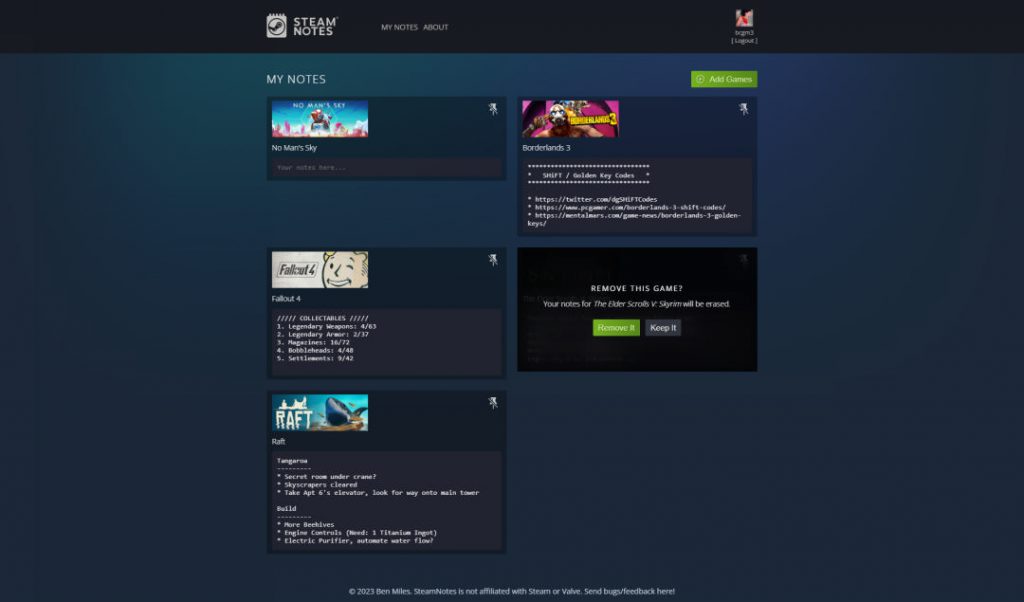 STEAM
NOTES
MY NOTES ABOUT
bcgm3
[ Logout ]
MY NOTES
Add Games
NO MAN'S SKY
No Man's Sky
Your notes here...
BORDERLANDS 3
Borderlands 3
********************************
* SHiFT / Golden Key Codes *
********************************
* https://twitter.com/dgSHiFTCodes
* https://www.pcgamer.com/borderlands-3-shift-codes/
* https://mentalmars.com/game-news/borderlands-3-golden-
keys/
Fallout 4
Fallout 4
///// COLLECTABLES /////
1. Legendary Weapons: 4/63
2. Legendary Armor: 2/37
3. Magazines: 16/72
4. Bobbleheads: 4/48
5. Settlements: 9/42
REMOVE THIS GAME?
Your notes for The Elder Scrolls V: Skyrim will be erased.
Remove It Keep It
RAFT
Raft
Tangaroa
---------
* Secret room under crane?
* Skyscrapers cleared
* Take Apt 6's elevator, look for way onto main tower
Build
---------
* More Beehives
* Engine Controls (Need: 1 Titanium Ingot)
* Electric Purifier, automate water flow?
© 2023 Ben Miles. SteamNotes is not affiliated with Steam or Valve. Send bugs/feedback here!